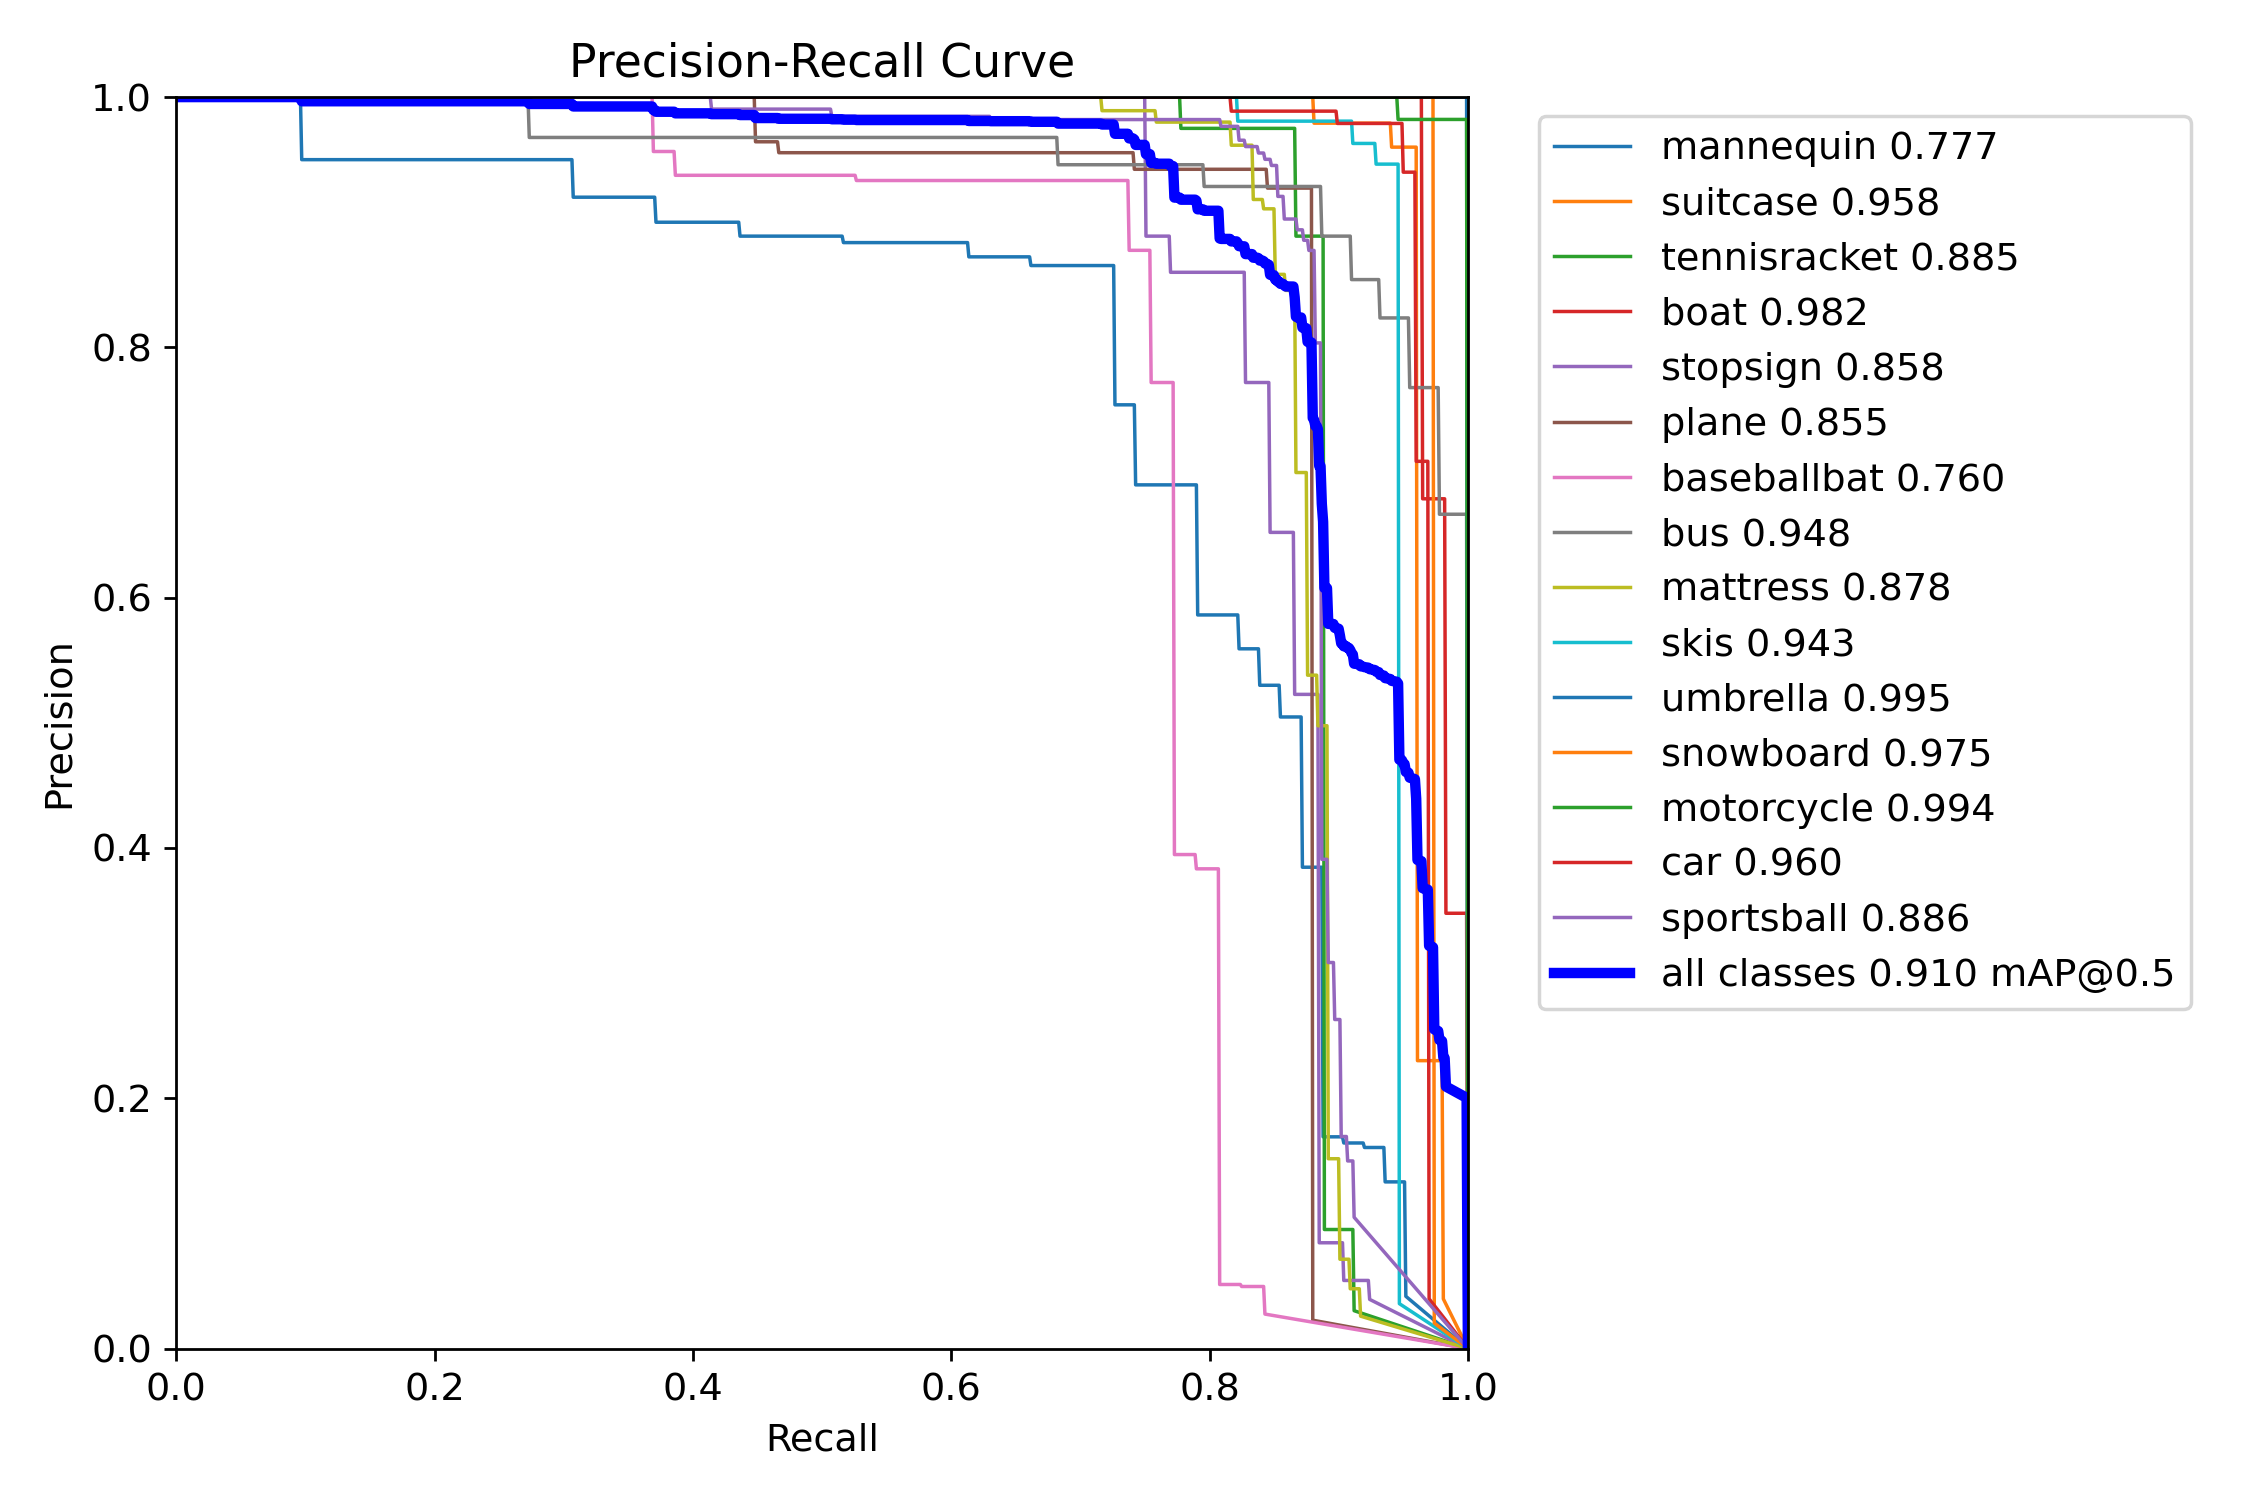 Precision-Recall Curve
1.0
0.8
0.6
0.4
0.2
0.0
Precision
0.0 0.2 0.4 0.6 0.8 1.0
Recall
mannequin 0.777
suitcase 0.958
tennisracket 0.885
boat 0.982
stopsign 0.858
plane 0.855
baseballbat 0.760
bus 0.948
mattress 0.878
skis 0.943
umbrella 0.995
snowboard 0.975
motorcycle 0.994
car 0.960
sportsball 0.886
all classes 0.910 mAP@0.5